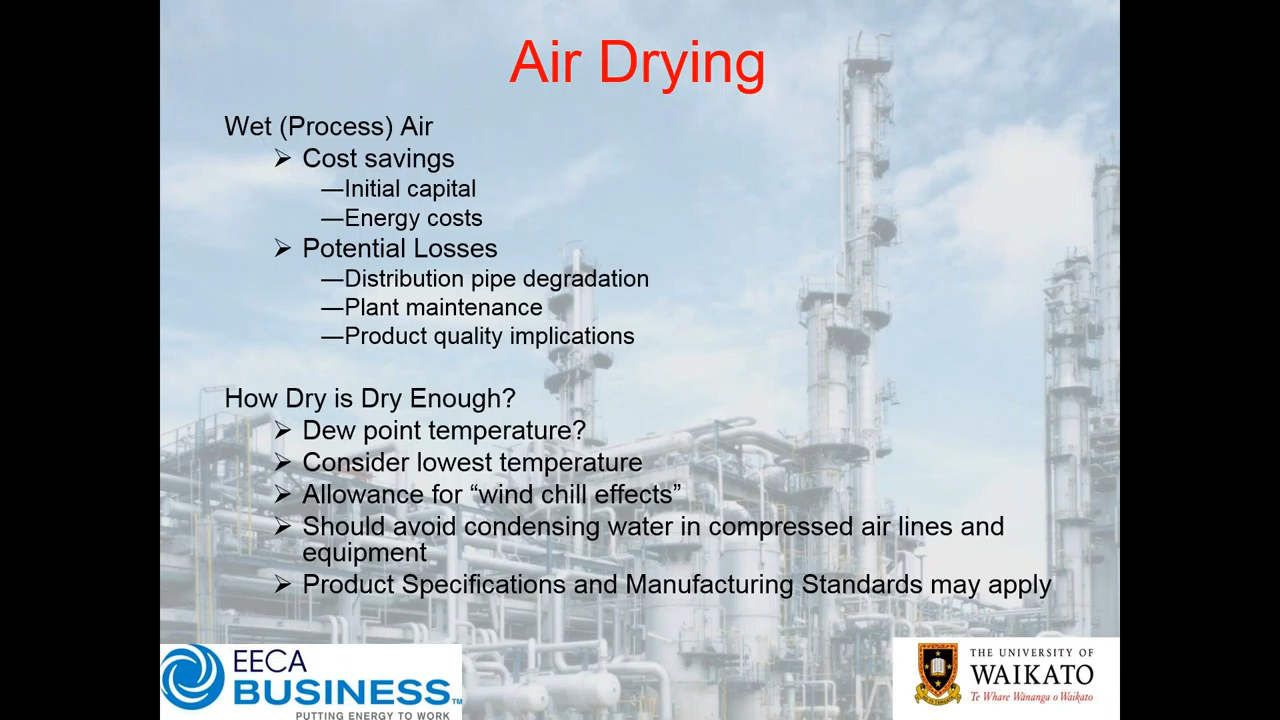 Air Drying
Wet (Process) Air
➢ Cost savings
—Initial capital
—Energy costs
➢ Potential Losses
—Distribution pipe degradation
—Plant maintenance
—Product quality implications
How Dry is Dry Enough?
➢ Dew point temperature?
➢ Consider lowest temperature
➢ Allowance for “wind chill effects”
➢ Should avoid condensing water in compressed air lines and
equipment
➢ Product Specifications and Manufacturing Standards may apply
EECA
BUSINESS™
PUTTING ENERGY TO WORK
THE UNIVERSITY OF
WAIKATO
Te Whare Wānanga o Waikato